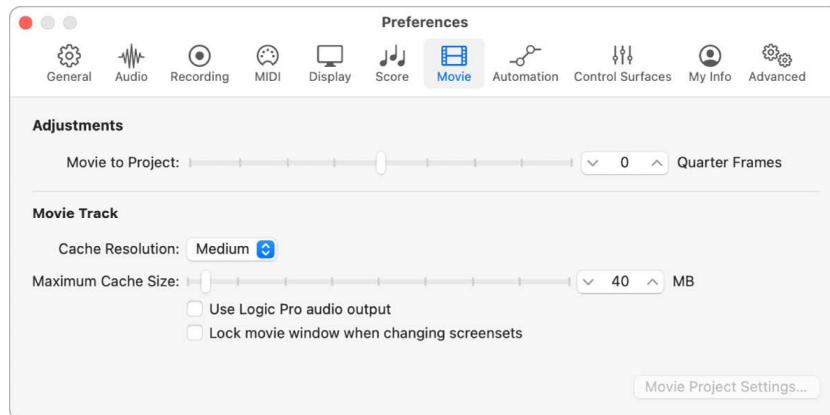 Preferences
General Audio Recording MIDI Display Score Movie Automation Control Surfaces My Info Advanced
Adjustments
Movie to Project: 0 Quarter Frames
Movie Track
Cache Resolution: Medium
Maximum Cache Size: 40 MB
Use Logic Pro audio output
Lock movie window when changing screensets
Movie Project Settings...